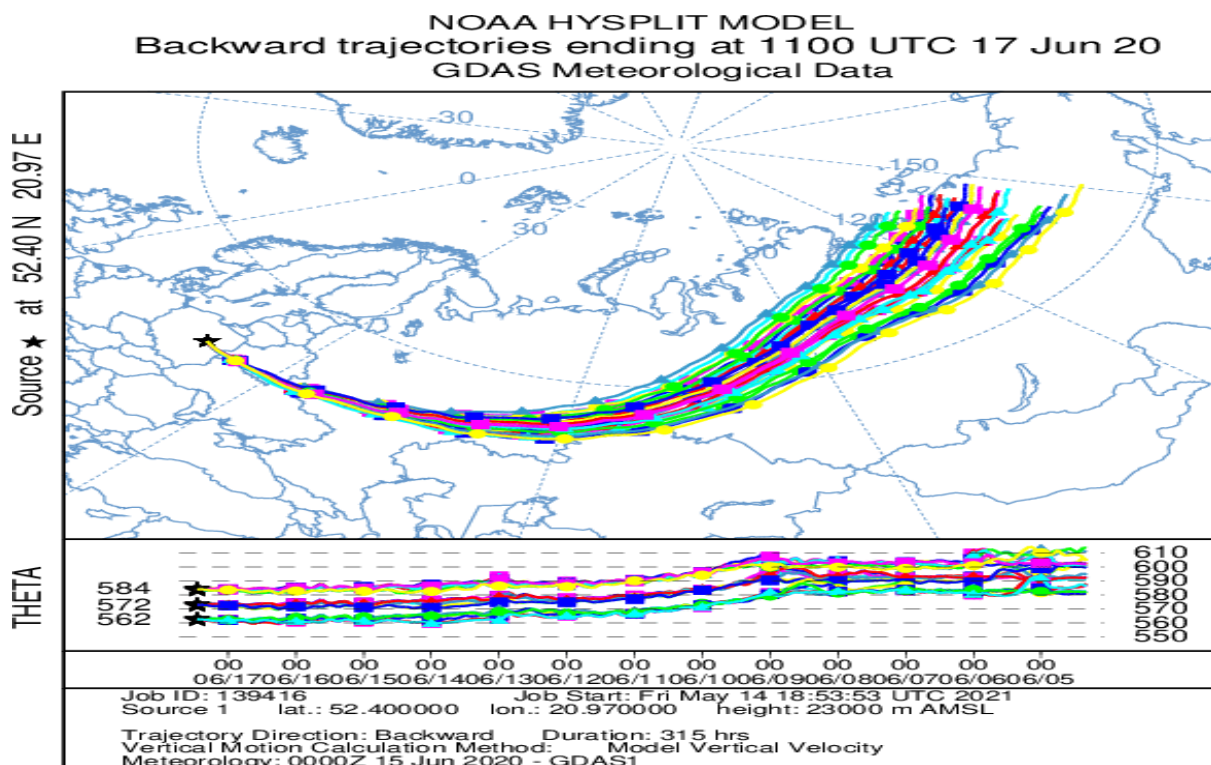 NOAA HYSPLIT MODEL
Backward trajectories ending at 1100 UTC 17 Jun 20
GDAS Meteorological Data
Source ★ at 52.40 N 20.97 E
-30
0
30
-150
120
THETA
584
572
562
610
600
590
580
570
560
550
00 00 00 00 00 00 00 00 00 00 00 00 00
06/17 06/16 06/15 06/14 06/13 06/12 06/11 06/10 06/09 06/08 06/07 06/06 06/05
Job ID: 139416 Job Start: Fri May 14 18:53:53 UTC 2021
Source 1 lat.: 52.400000 lon.: 20.970000 height: 23000 m AMSL
Trajectory Direction: Backward Duration: 315 hrs
Vertical Motion Calculation Method: Model Vertical Velocity
Meteorology: 0000Z 15 Jun 2020 - GDAS1